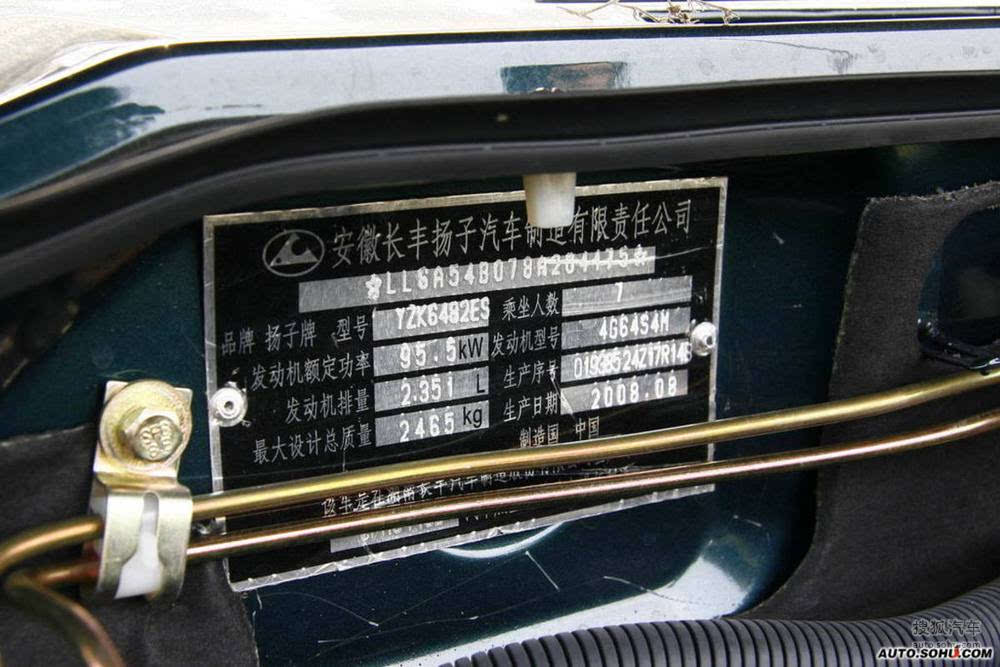 安徽长丰扬子汽车制造有限责任公司
品牌 扬子牌 型号 YZK6482ES 乘坐人数 7
发动机额定功率 95.5kW 发动机型号 4G64S4M
发动机排量 2.351 L 生产序号
最大设计总质量 2465 kg 生产日期 2008.08
制造国 中国
搜狐汽车
AUTO.SOHU.COM